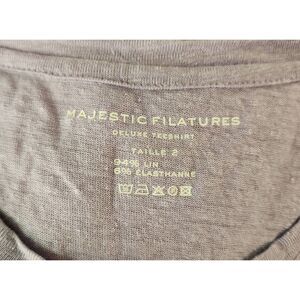 MAJESTIC FILATURES
DELUXE TEESHIRT
TAILLE 2
94% LIN
6% ELASTHANNE